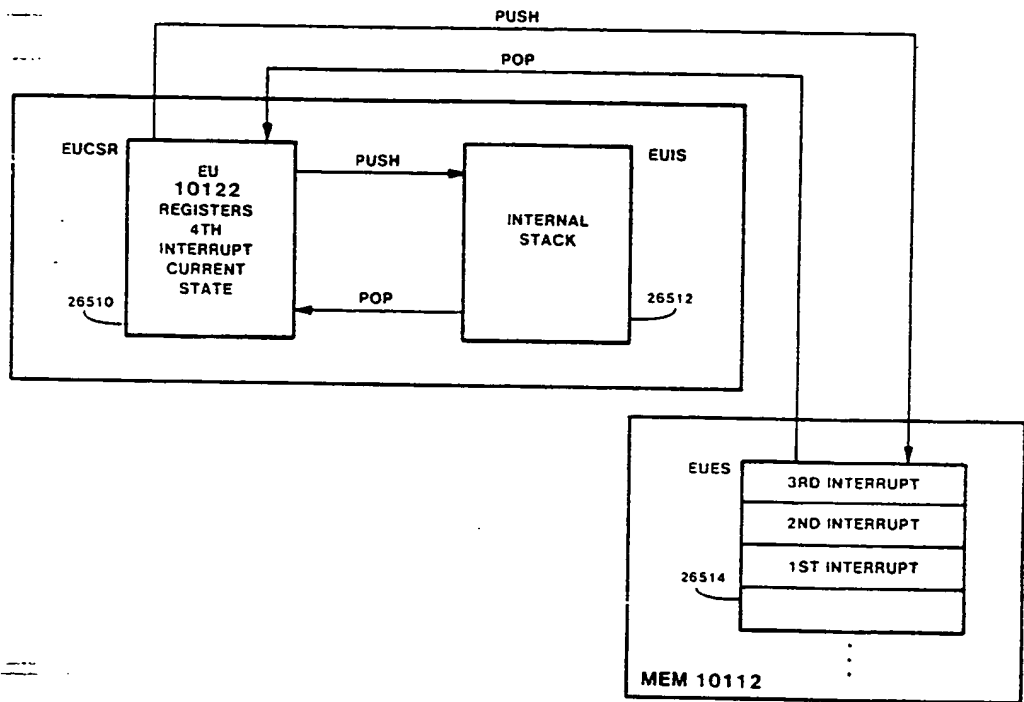 PUSH
POP
EUCSR
EU
10122
REGISTERS
4TH
INTERRUPT
CURRENT
STATE
26510
PUSH
POP
INTERNAL
STACK
EUIS
26512
EUES
3RD INTERRUPT
2ND INTERRUPT
1ST INTERRUPT
26514
MEM 10112